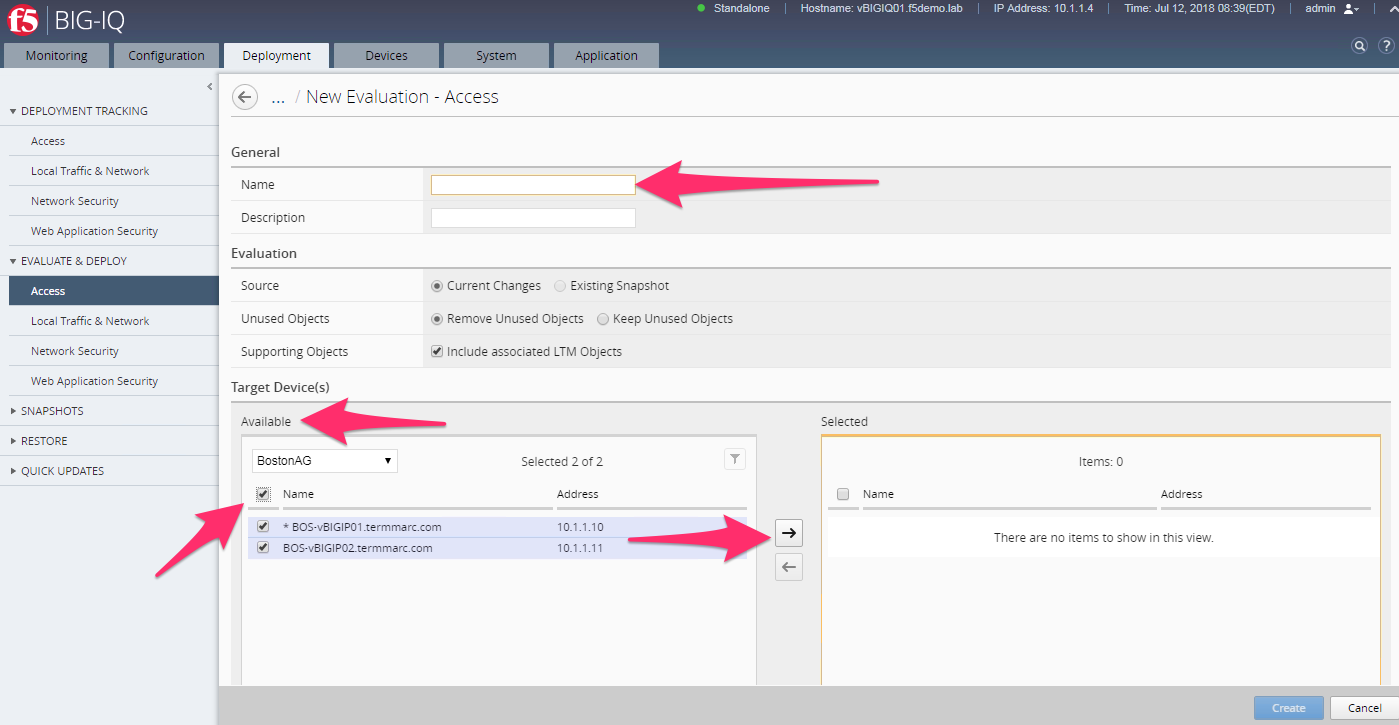 f5 BIG-IQ
Standalone Hostname: vBIGIQ01.f5demo.lab IP Address: 10.1.1.4 Time: Jul 12, 2018 08:39(EDT) admin
Monitoring Configuration Deployment Devices System Application ?
DEPLOYMENT TRACKING
Access
Local Traffic & Network
Network Security
Web Application Security
EVALUATE & DEPLOY
Access
Local Traffic & Network
Network Security
Web Application Security
SNAPSHOTS
RESTORE
QUICK UPDATES
... / New Evaluation - Access
General
Name
Description
Evaluation
Source Current Changes Existing Snapshot
Unused Objects Remove Unused Objects Keep Unused Objects
Supporting Objects Include associated LTM Objects
Target Device(s)
Available
BostonAG Selected 2 of 2
Name Address
* BOS-vBIGIP01.termmarc.com 10.1.1.10
BOS-vBIGIP02.termmarc.com 10.1.1.11
Selected
Items: 0
Name Address
There are no items to show in this view.
Create Cancel